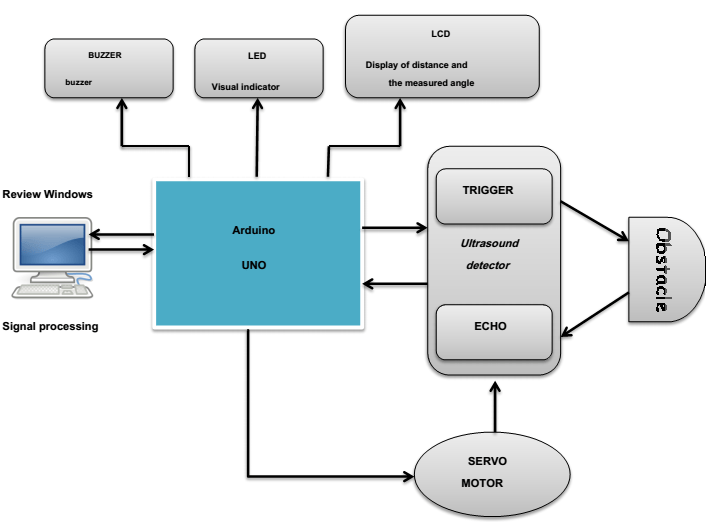 BUZZER
buzzer
LED
Visual indicator
LCD
Display of distance and
the measured angle
Review Windows
Signal processing
Arduino
UNO
TRIGGER
Ultrasound
detector
ECHO
Obstacle
SERVO
MOTOR